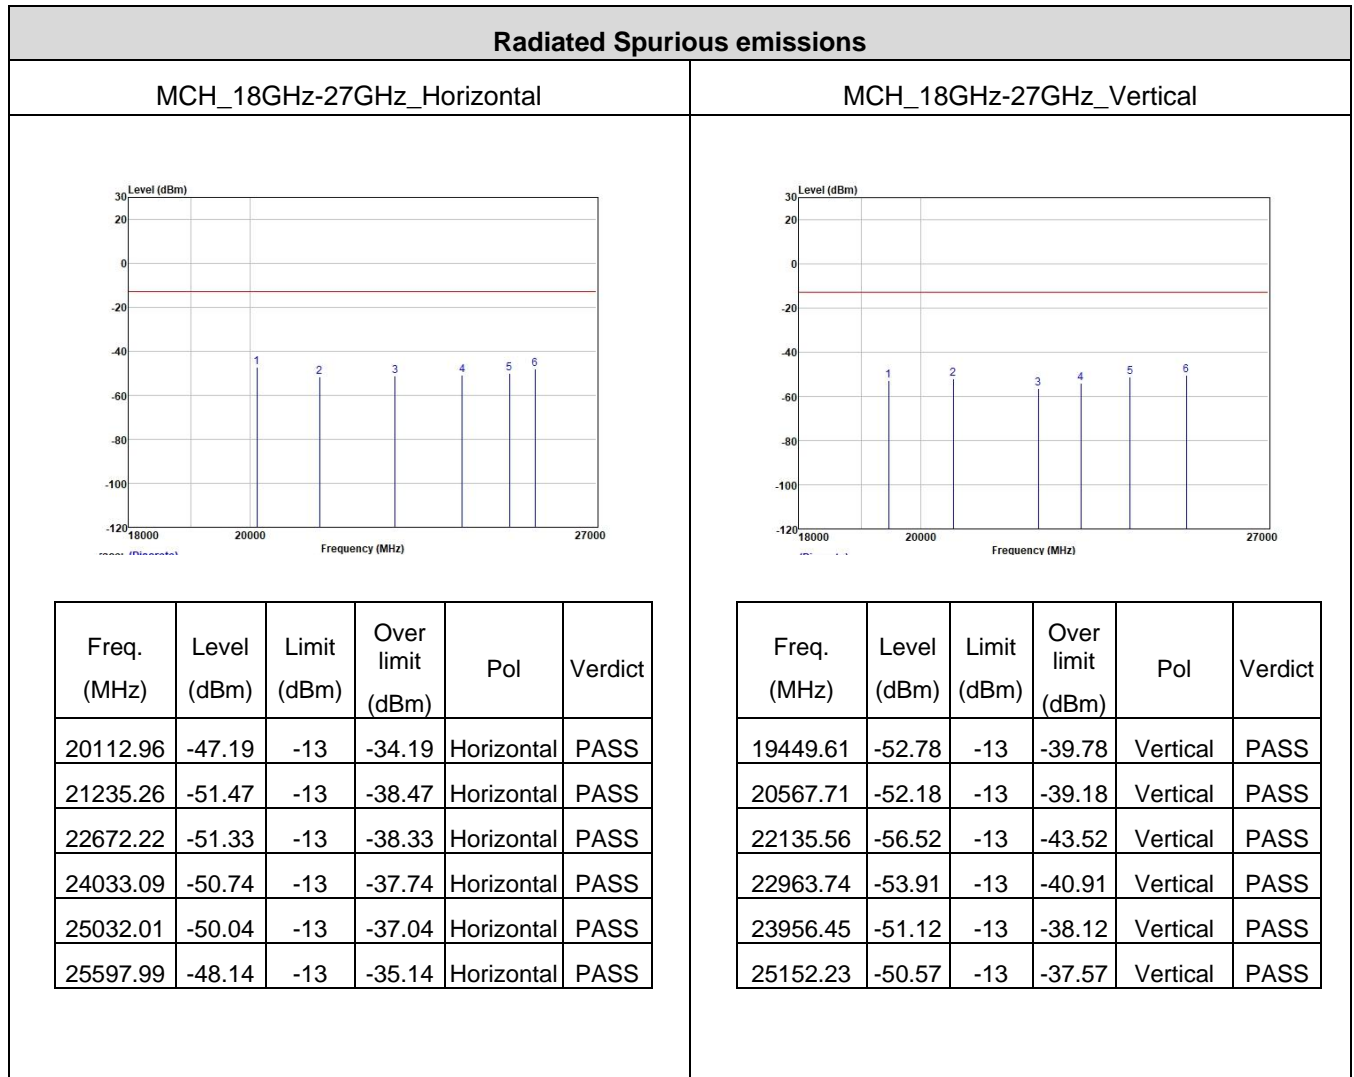 Radiated Spurious emissions
MCH_18GHz-27GHz_Horizontal
MCH_18GHz-27GHz_Vertical
Level (dBm)
30
20
0
-20
-40
-60
-80
-100
-120
1 2 3 4 5 6
18000 20000 27000
Frequency (MHz)
Level (dBm)
30
20
0
-20
-40
-60
-80
-100
-120
1 2 3 4 5 6
18000 20000 27000
Frequency (MHz)
Freq. (MHz) Level (dBm) Limit (dBm) Over limit (dBm) Pol Verdict
20112.96 -47.19 -13 -34.19 Horizontal PASS
21235.26 -51.47 -13 -38.47 Horizontal PASS
22672.22 -51.33 -13 -38.33 Horizontal PASS
24033.09 -50.74 -13 -37.74 Horizontal PASS
25032.01 -50.04 -13 -37.04 Horizontal PASS
25597.99 -48.14 -13 -35.14 Horizontal PASS
Freq. (MHz) Level (dBm) Limit (dBm) Over limit (dBm) Pol Verdict
19449.61 -52.78 -13 -39.78 Vertical PASS
20567.71 -52.18 -13 -39.18 Vertical PASS
22135.56 -56.52 -13 -43.52 Vertical PASS
22963.74 -53.91 -13 -40.91 Vertical PASS
23956.45 -51.12 -13 -38.12 Vertical PASS
25152.23 -50.57 -13 -37.57 Vertical PASS